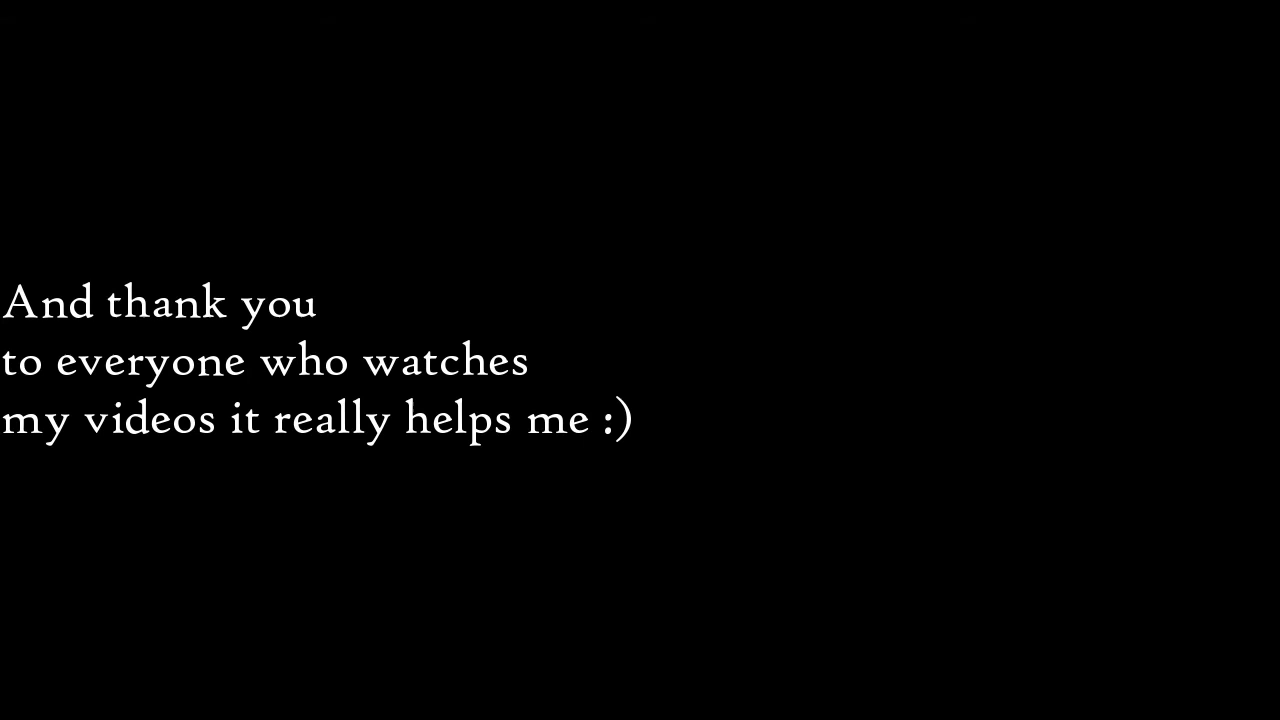 And thank you
to everyone who watches
my videos it really helps me :)